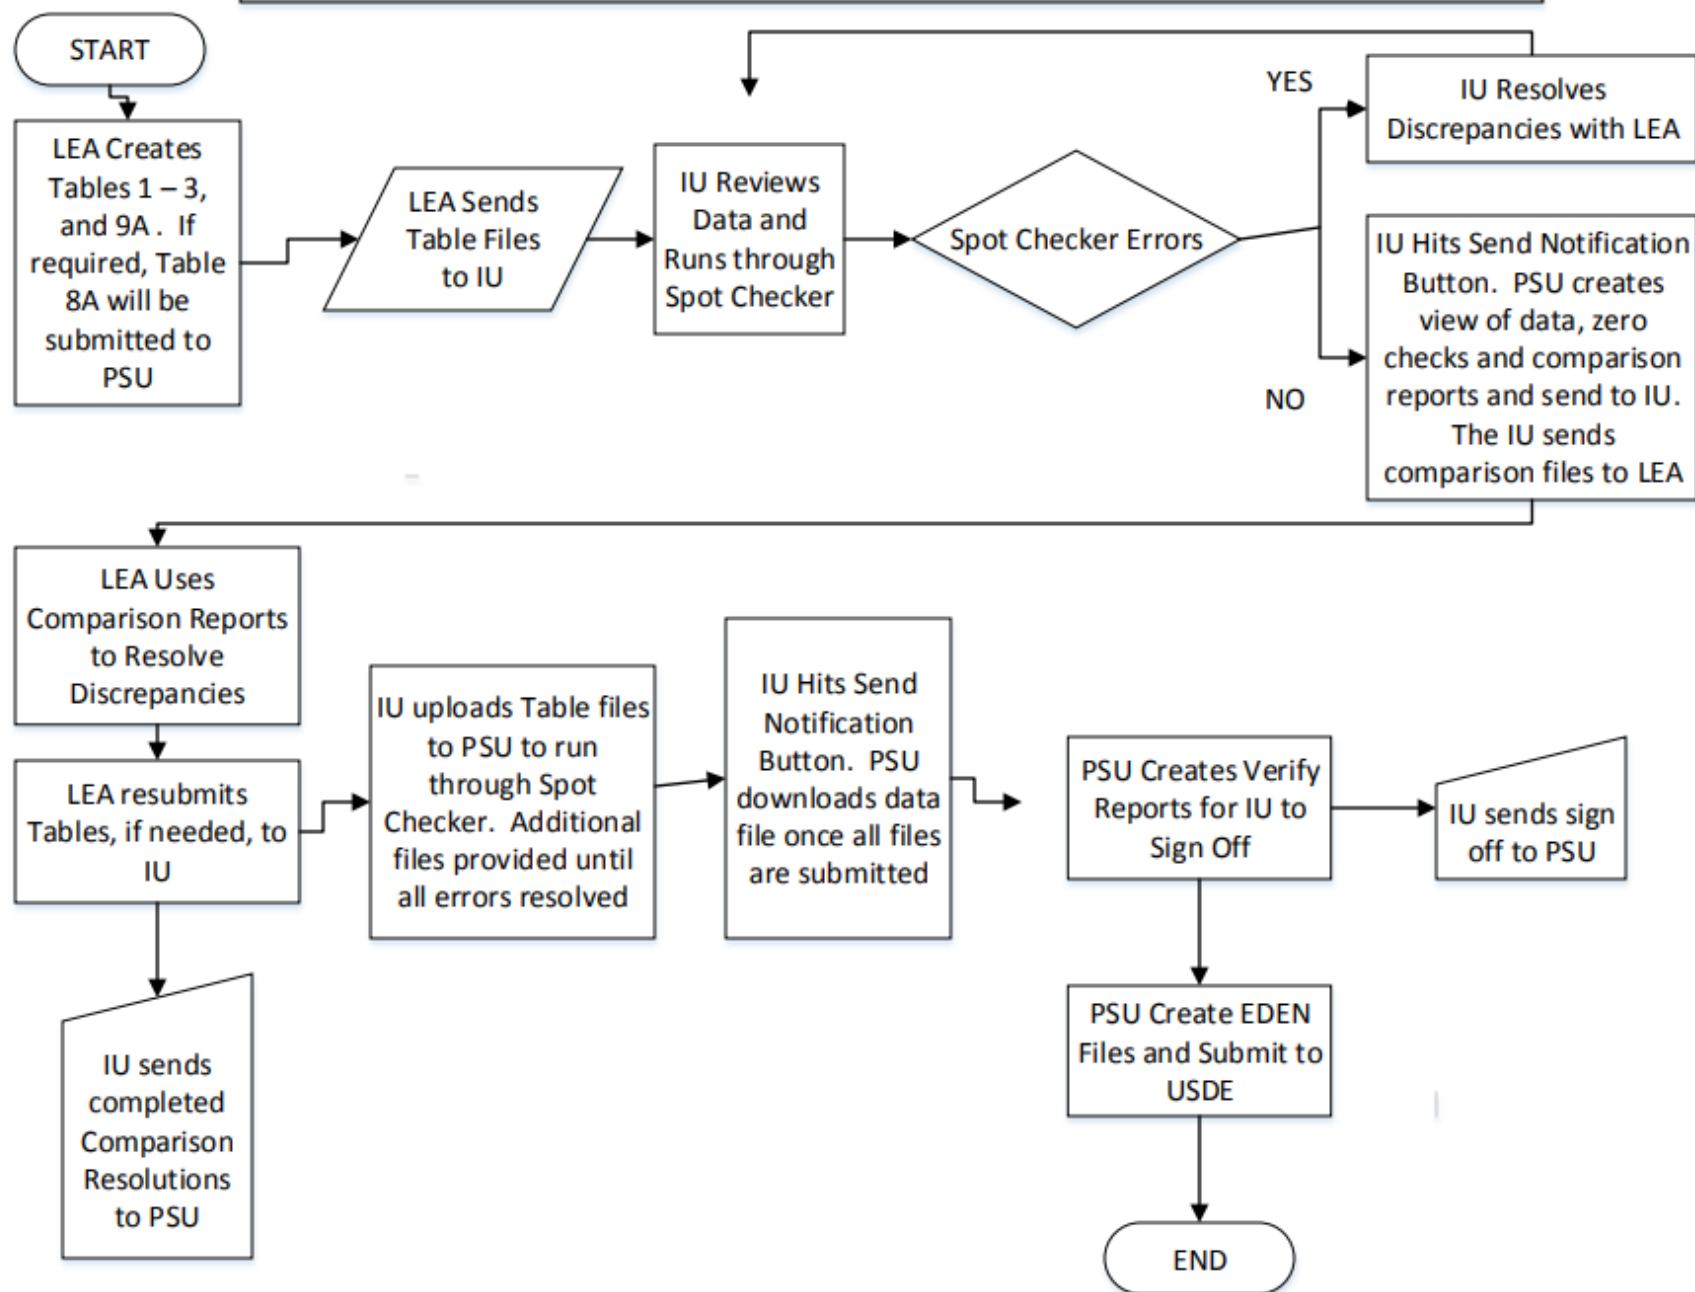 START
LEA Creates
Tables 1 – 3,
and 9A . If
required, Table
8A will be
submitted to
PSU
LEA Sends
Table Files
to IU
IU Reviews
Data and
Runs through
Spot Checker
Spot Checker Errors
YES
IU Resolves
Discrepancies with LEA
NO
IU Hits Send Notification
Button. PSU creates
view of data, zero
checks and comparison
reports and send to IU.
The IU sends
comparison files to LEA
LEA Uses
Comparison Reports
to Resolve
Discrepancies
LEA resubmits
Tables, if needed, to
IU
IU sends
completed
Comparison
Resolutions
to PSU
IU uploads Table files
to PSU to run
through Spot
Checker. Additional
files provided until
all errors resolved
IU Hits Send
Notification
Button. PSU
downloads data
file once all files
are submitted
PSU Creates Verify
Reports for IU to
Sign Off
IU sends sign
off to PSU
PSU Create EDEN
Files and Submit to
USDE
END